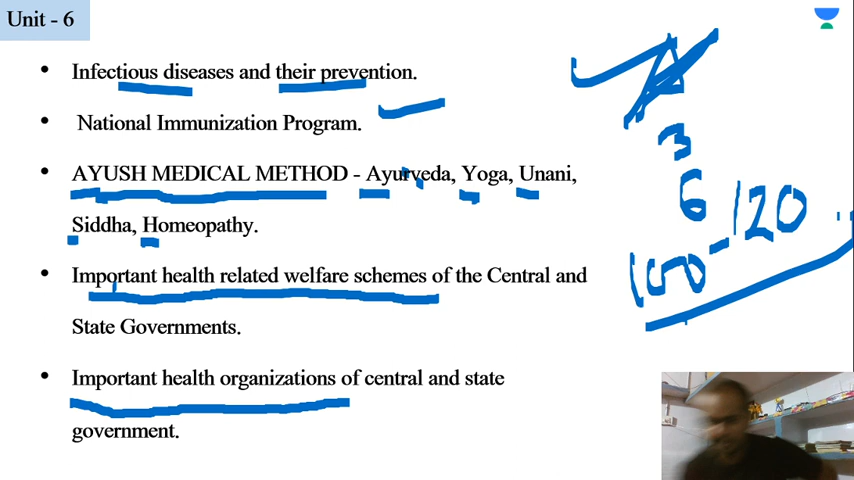 Unit - 6
• Infectious diseases and their prevention.
• National Immunization Program.
• AYUSH MEDICAL METHOD - Ayurveda, Yoga, Unani,
Siddha, Homeopathy.
• Important health related welfare schemes of the Central and
State Governments.
• Important health organizations of central and state
government.
3
6
100 - 120